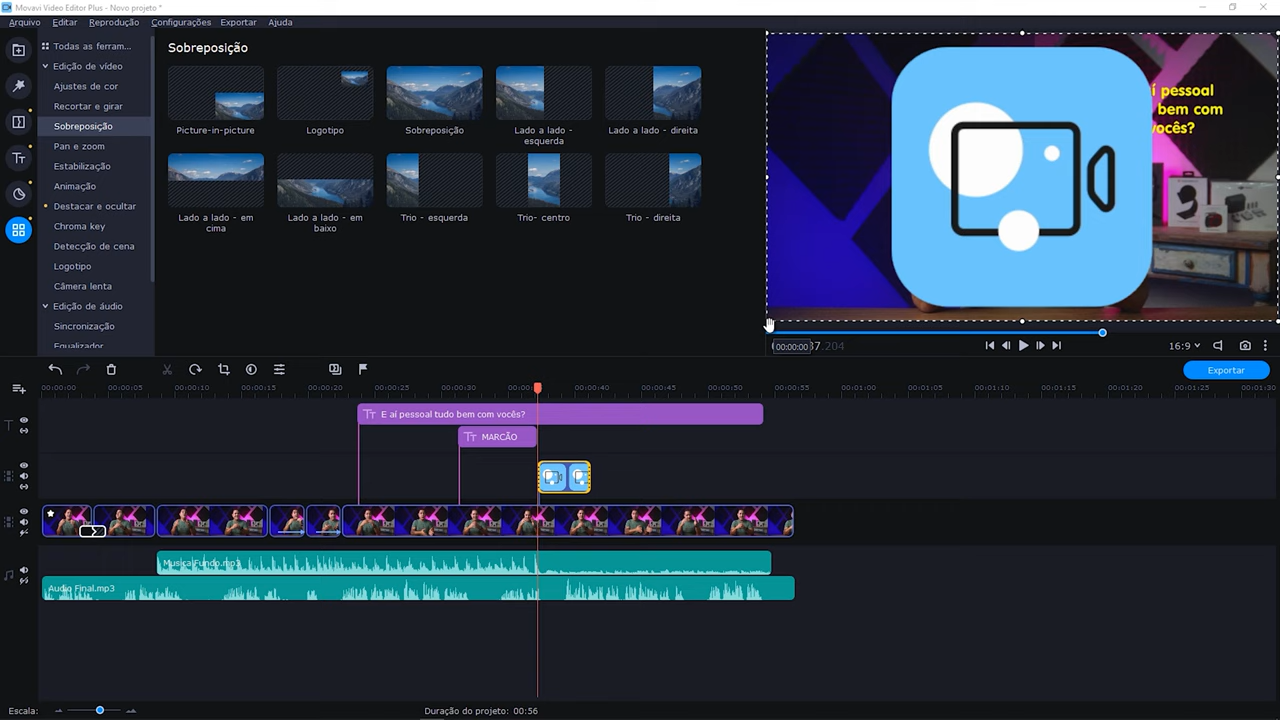 Movavi Video Editor Plus - Novo projeto *
Arquivo Editar Reprodução Configurações Exportar Ajuda
Todas as ferram...
Edição de vídeo
Ajustes de cor
Recortar e girar
Sobreposição
Pan e zoom
Estabilização
Animação
Destacar e ocultar
Chroma key
Detecção de cena
Logotipo
Câmera lenta
Edição de áudio
Sincronização
Equalizador
Sobreposição
Picture-in-picture
Logotipo
Sobreposição
Lado a lado - esquerda
Lado a lado - direita
Lado a lado - em cima
Lado a lado - em baixo
Trio - esquerda
Trio- centro
Trio - direita
í pessoal
bem com
vocês?
00:00:00
37.204
16:9
Exportar
00:00:00 00:00:05 00:00:10 00:00:15 00:00:20 00:00:25 00:00:30 00:00:40 00:00:45 00:00:50 00:00:55 00:01:00 00:01:05 00:01:10 00:01:15 00:01:20 00:01:25 00:01:30
Tт E aí pessoal tudo bem com vocês?
Tт MARCÃO
Musica Fundo.mp3
Audio Final.mp3
Escala:
Duração do projeto: 00:56